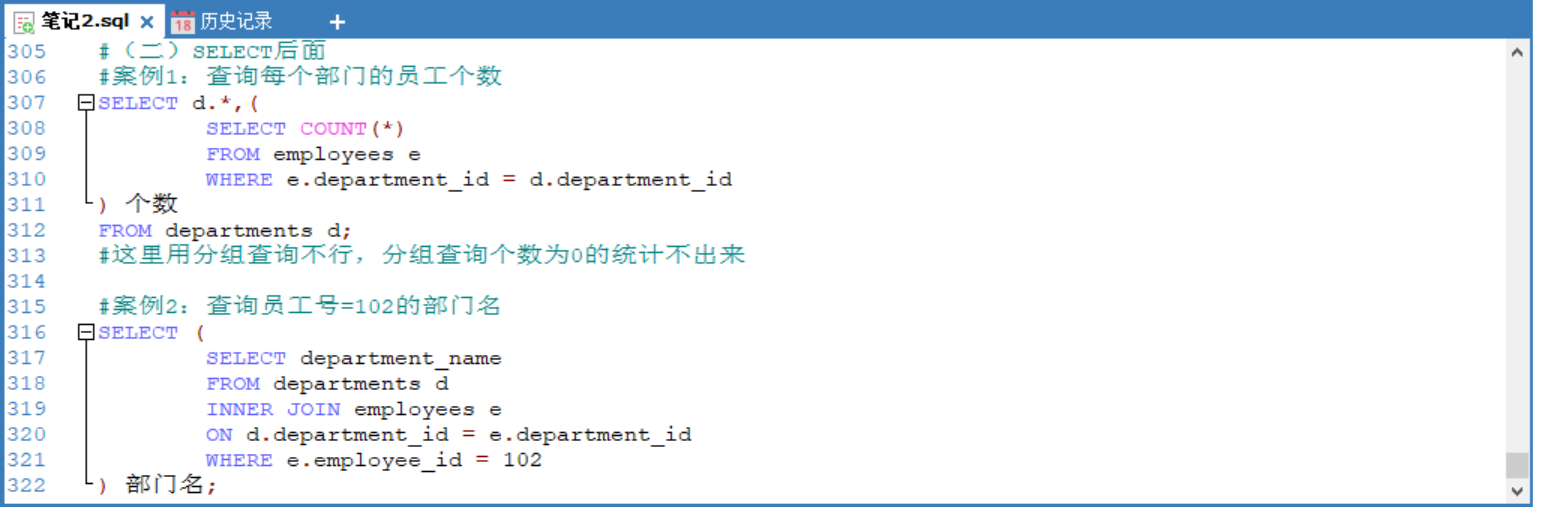 笔记2.sql × 18 历史记录 +
305 #（二）SELECT后面
306 #案例1：查询每个部门的员工个数
307 SELECT d.*,(
308 SELECT COUNT(*)
309 FROM employees e
310 WHERE e.department_id = d.department_id
311 ) 个数
312 FROM departments d;
313 #这里用分组查询不行，分组查询个数为0的统计不出来
314
315 #案例2：查询员工号=102的部门名
316 SELECT (
317 SELECT department_name
318 FROM departments d
319 INNER JOIN employees e
320 ON d.department_id = e.department_id
321 WHERE e.employee_id = 102
322 ) 部门名;